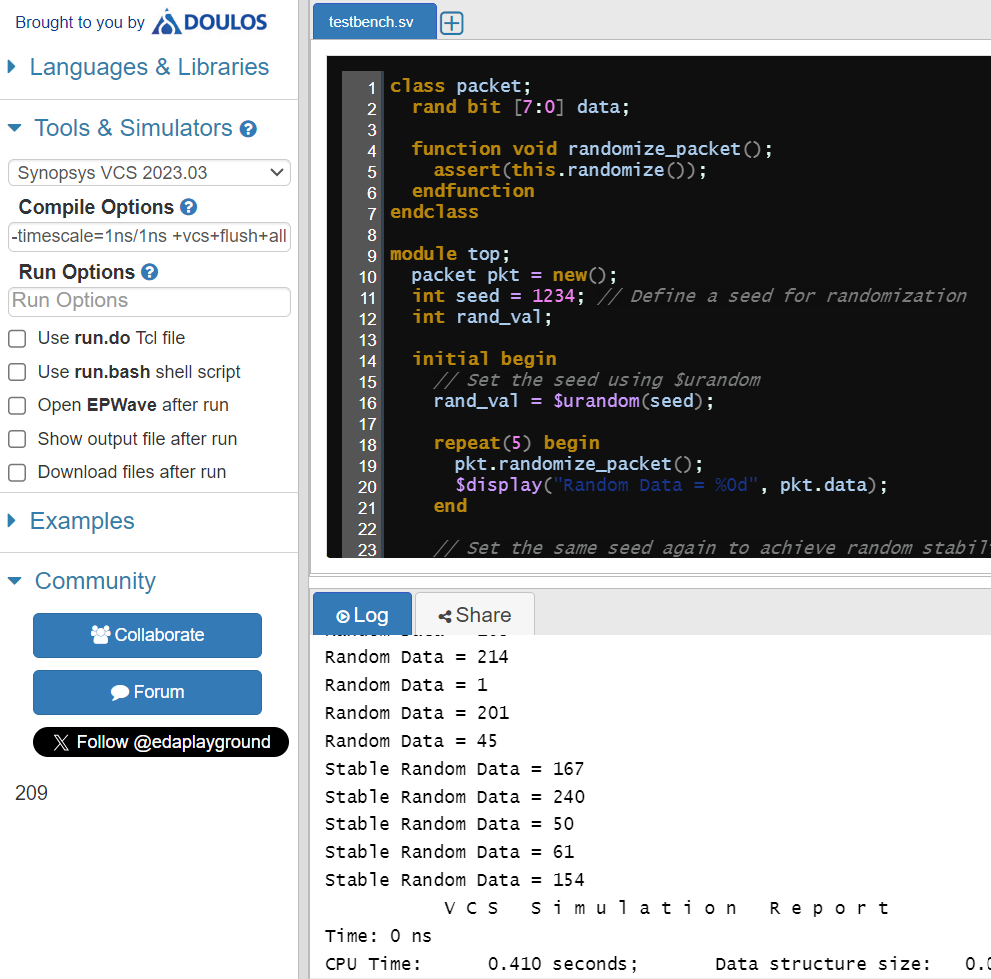 Brought to you by DOULOS
Languages & Libraries
Tools & Simulators ?
Synopsys VCS 2023.03
Compile Options ?
-timescale=1ns/1ns +vcs+flush+all
Run Options ?
Run Options
Use run.do Tcl file
Use run.bash shell script
Open EPWave after run
Show output file after run
Download files after run
Examples
Community
Collaborate
Forum
X Follow @edaplayground
209
testbench.sv
1 class packet;
2 rand bit [7:0] data;
3
4 function void randomize_packet();
5 assert(this.randomize());
6 endfunction
7 endclass
8
9 module top;
10 packet pkt = new();
11 int seed = 1234; // Define a seed for randomization
12 int rand_val;
13
14 initial begin
15 // Set the seed using $urandom
16 rand_val = $urandom(seed);
17
18 repeat(5) begin
19 pkt.randomize_packet();
20 $display("Random Data = %0d", pkt.data);
21 end
22
23 // Set the same seed again to achieve random
Log
Share
Random Data =
Random Data = 214
Random Data = 1
Random Data = 201
Random Data = 45
Stable Random Data = 167
Stable Random Data = 240
Stable Random Data = 50
Stable Random Data = 61
Stable Random Data = 154
V C S S i m u l a t i o n R e p o r t
Time: 0 ns
CPU Time: 0.410 seconds; Data structure size: